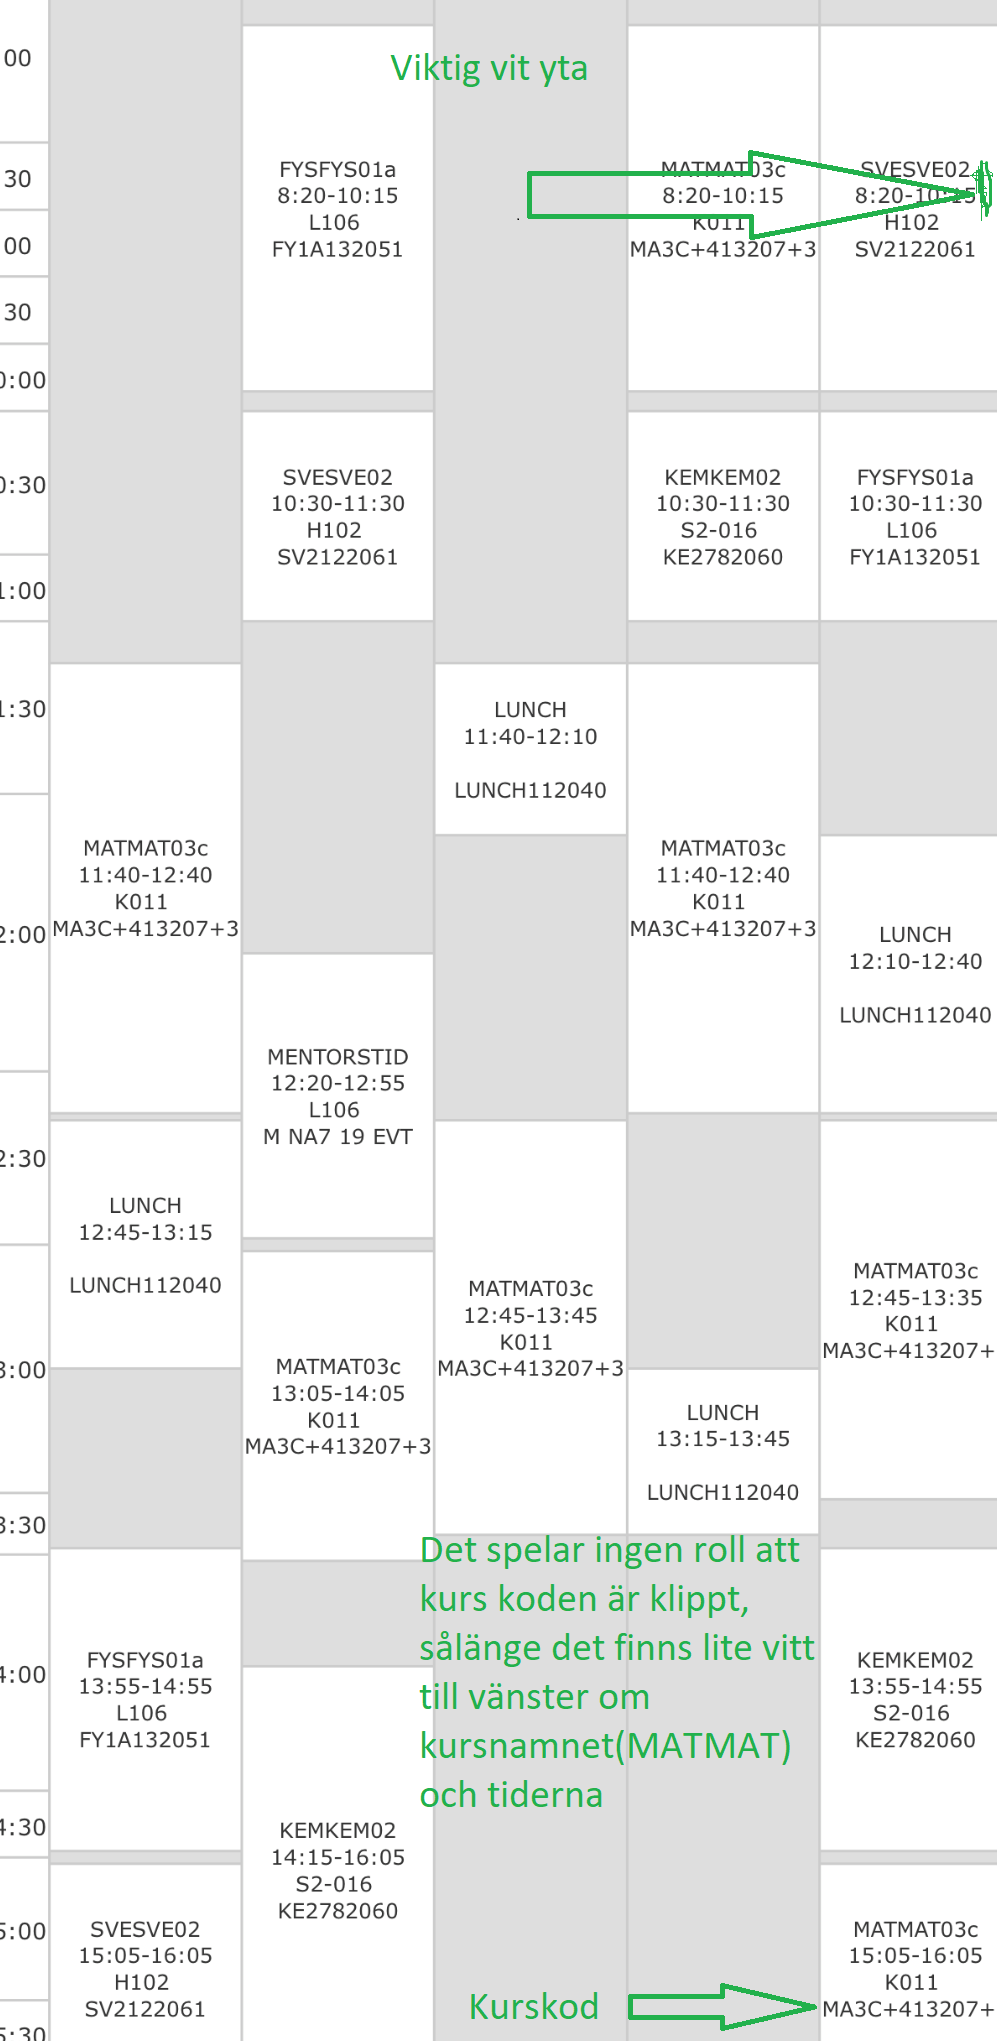 00
30
00
30
0:00
0:30
1:00
1:30
2:00
2:30
3:00
3:30
4:00
4:30
5:00
5:30
MATMAT03c
11:40-12:40
K011
MA3C+413207+3
LUNCH
12:45-13:15
LUNCH112040
FYSFYS01a
13:55-14:55
L106
FY1A132051
SVESVE02
15:05-16:05
H102
SV2122061
FYSFYS01a
8:20-10:15
L106
FY1A132051
SVESVE02
10:30-11:30
H102
SV2122061
MENTORSTID
12:20-12:55
L106
M NA7 19 EVT
MATMAT03c
13:05-14:05
K011
MA3C+413207+3
KEMKEM02
14:15-16:05
S2-016
KE2782060
Viktig vit yta
LUNCH
11:40-12:10
LUNCH112040
MATMAT03c
12:45-13:45
K011
MA3C+413207+3
Det spelar ingen roll att
kurs koden är klippt,
sålänge det finns lite vitt
till vänster om
kursnamnet(MATMAT)
och tiderna
Kurskod
MATMAT03c
8:20-10:15
K011
MA3C+413207+3
KEMKEM02
10:30-11:30
S2-016
KE2782060
MATMAT03c
11:40-12:40
K011
MA3C+413207+3
LUNCH
13:15-13:45
LUNCH112040
SVESVE02
8:20-10:15
H102
SV2122061
FYSFYS01a
10:30-11:30
L106
FY1A132051
LUNCH
12:10-12:40
LUNCH112040
MATMAT03c
12:45-13:35
K011
MA3C+413207+
KEMKEM02
13:55-14:55
S2-016
KE2782060
MATMAT03c
15:05-16:05
K011
MA3C+413207+